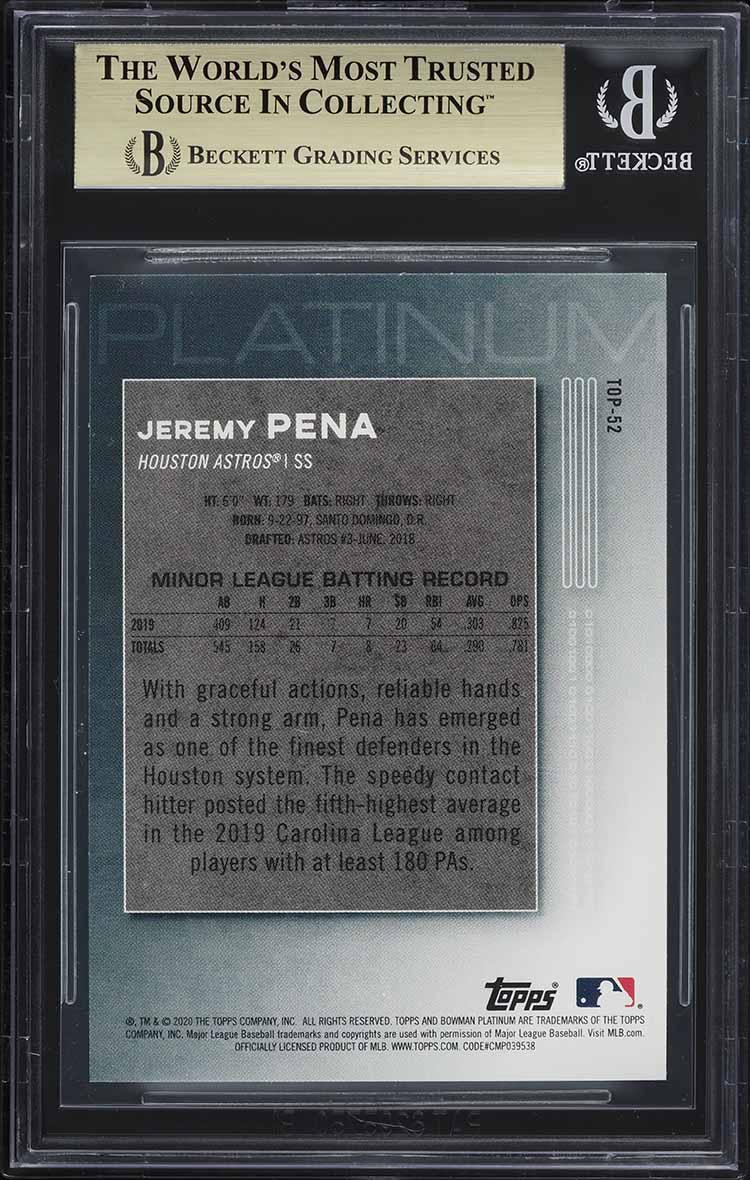 THE WORLD'S MOST TRUSTED
SOURCE IN COLLECTING™
B BECKETT GRADING SERVICES
B
BECKETT®
PLATINUM
TOP-52
JEREMY PENA
HOUSTON ASTROS® | SS
HT: 6'0" WT: 179 BATS: RIGHT THROWS: RIGHT
BORN: 9-22-97, SANTO DOMINGO, D.R.
DRAFTED: ASTROS #3-JUNE, 2018
MINOR LEAGUE BATTING RECORD
AB H 2B 3B HR SB RBI AVG OPS
2019 409 124 21 7 7 20 54 .303 .825
TOTALS 545 158 26 7 8 23 64 .290 .781
With graceful actions, reliable hands
and a strong arm, Pena has emerged
as one of the finest defenders in the
Houston system. The speedy contact
hitter posted the fifth-highest average
in the 2019 Carolina League among
players with at least 180 PAs.
TOPPS®
®, TM & © 2020 THE TOPPS COMPANY, INC. ALL RIGHTS RESERVED. TOPPS AND BOWMAN PLATINUM ARE TRADEMARKS OF THE TOPPS
COMPANY, INC. Major League Baseball trademarks and copyrights are used with permission of Major League Baseball. Visit MLB.com.
OFFICIALLY LICENSED PRODUCT OF MLB. WWW.TOPPS.COM. CODE#CMP039538